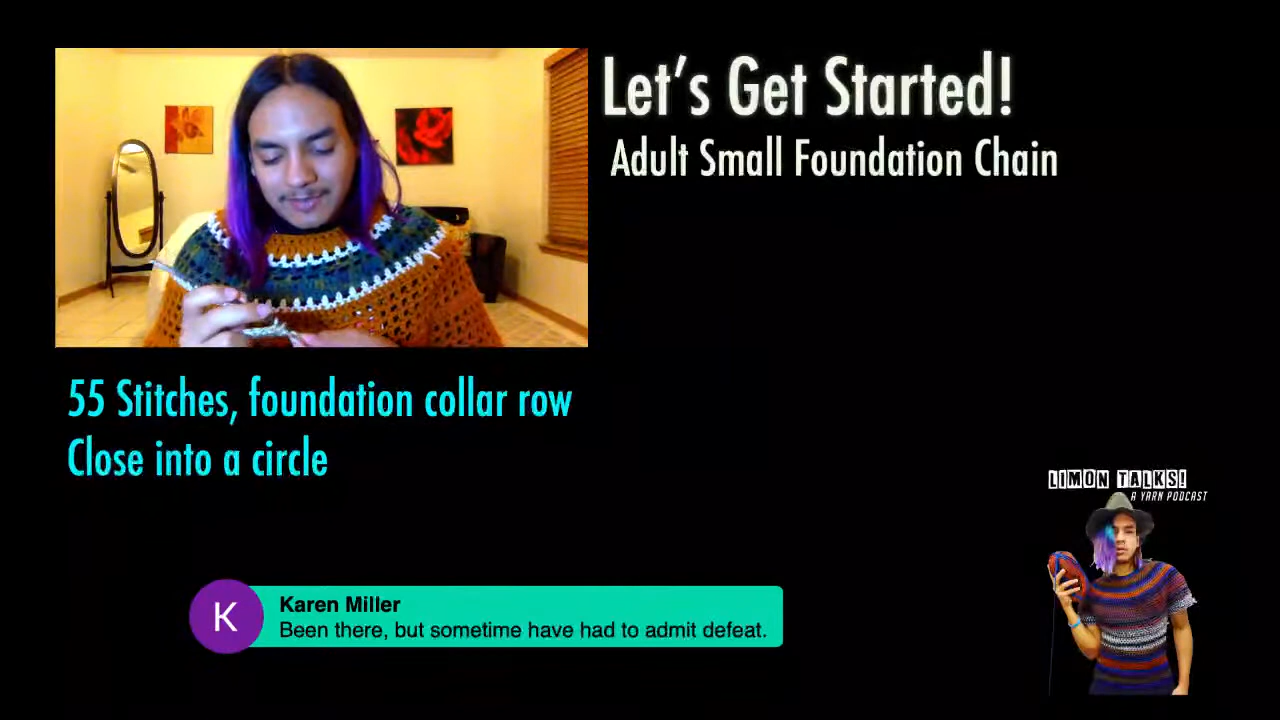 Let's Get Started!
Adult Small Foundation Chain
55 Stitches, foundation collar row
Close into a circle
LIMON TALKS!
A YARN PODCAST
K
Karen Miller
Been there, but sometime have had to admit defeat.